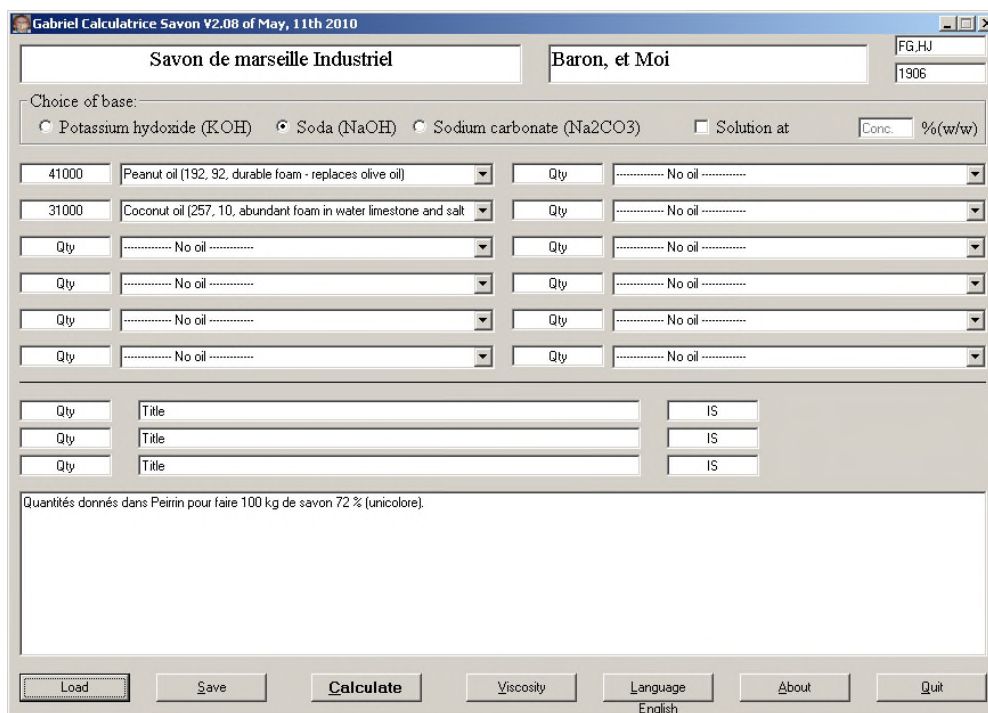 Gabriel Calculatrice Savon V2.08 of May, 11th 2010
Savon de marseille Industriel
Baron, et Moi
FG,HJ
1906
Choice of base:
Potassium hydoxide (KOH) Soda (NaOH) Sodium carbonate (Na2CO3) Solution at Conc. %(w/w)
41000 Peanut oil (192, 92, durable foam - replaces olive oil) Qty ------------- No oil -------------
31000 Coconut oil (257, 10, abundant foam in water limestone and salt Qty ------------- No oil -------------
Qty ------------- No oil ------------- Qty ------------- No oil -------------
Qty ------------- No oil ------------- Qty ------------- No oil -------------
Qty ------------- No oil ------------- Qty ------------- No oil -------------
Qty ------------- No oil ------------- Qty ------------- No oil -------------
Qty Title IS
Qty Title IS
Qty Title IS
Quantités donnés dans Peirrin pour faire 100 kg de savon 72 % (unicolore).
Load Save Calculate Viscosity Language About Quit
English